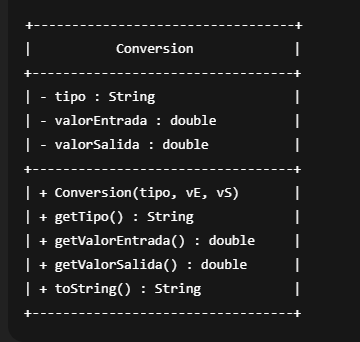 +----------------------------------+
|           Conversion             |
+----------------------------------+
| - tipo : String                  |
| - valorEntrada : double          |
| - valorSalida : double           |
+----------------------------------+
| + Conversion(tipo, vE, vS)       |
| + getTipo() : String             |
| + getValorEntrada() : double     |
| + getValorSalida() : double      |
| + toString() : String            |
+----------------------------------+